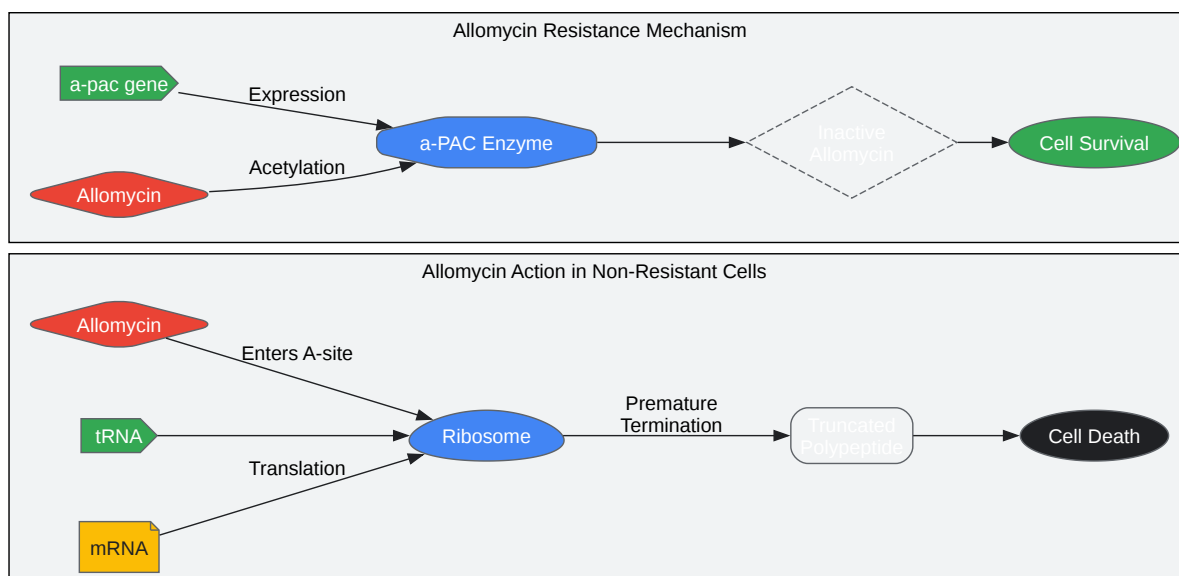 Allomycin Resistance Mechanism
a-pac gene
Expression
a-PAC Enzyme
Inactive
Allomycin
Cell Survival
Acetylation
Allomycin
Allomycin Action in Non-Resistant Cells
Allomycin
Enters A-site
tRNA
Ribosome
Premature
Termination
Truncated
Polypeptide
Cell Death
Translation
mRNA